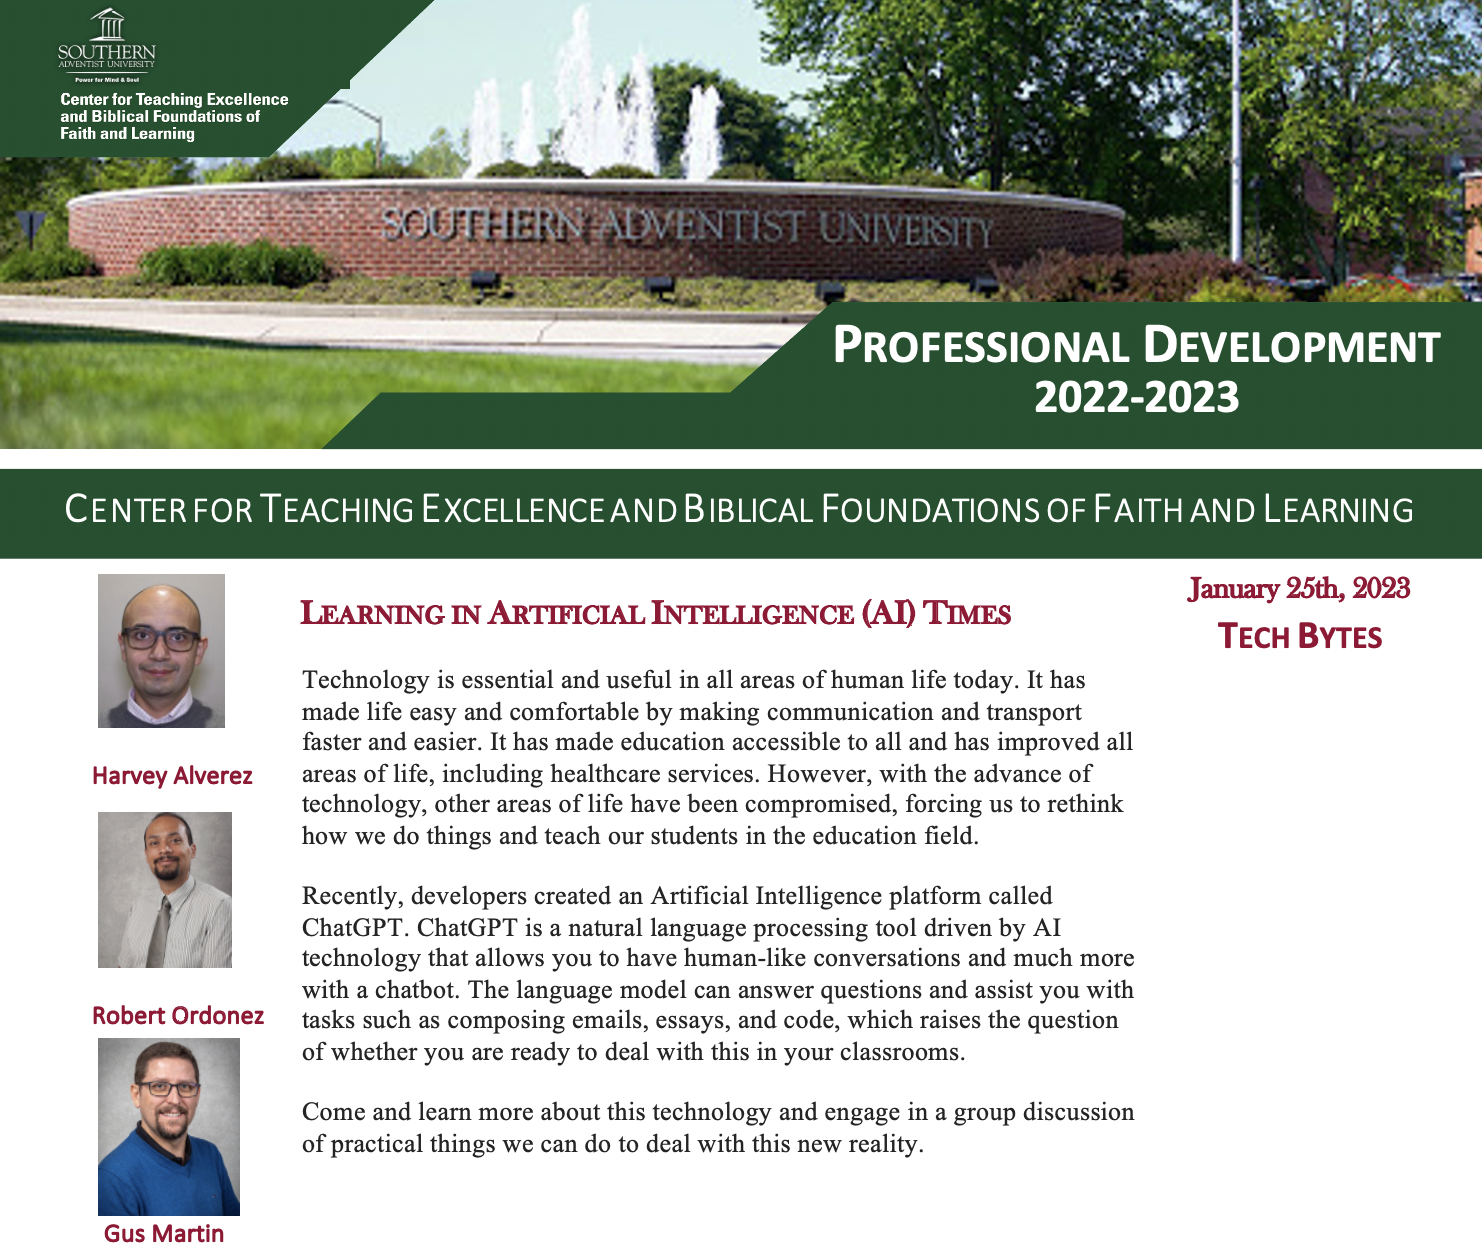 SOUTHERN
ADVENTIST UNIVERSITY
Power for Mind & Soul
Center for Teaching Excellence
and Biblical Foundations of
Faith and Learning
SOUTHERN ADVENTIST UNIVERSITY
PROFESSIONAL DEVELOPMENT
2022-2023
CENTER FOR TEACHING EXCELLENCE AND BIBLICAL FOUNDATIONS OF FAITH AND LEARNING
January 25th, 2023
TECH BYTES
LEARNING IN ARTIFICIAL INTELLIGENCE (AI) TIMES
Technology is essential and useful in all areas of human life today. It has
made life easy and comfortable by making communication and transport
faster and easier. It has made education accessible to all and has improved all
areas of life, including healthcare services. However, with the advance of
technology, other areas of life have been compromised, forcing us to rethink
how we do things and teach our students in the education field.
Recently, developers created an Artificial Intelligence platform called
ChatGPT. ChatGPT is a natural language processing tool driven by AI
technology that allows you to have human-like conversations and much more
with a chatbot. The language model can answer questions and assist you with
tasks such as composing emails, essays, and code, which raises the question
of whether you are ready to deal with this in your classrooms.
Come and learn more about this technology and engage in a group discussion
of practical things we can do to deal with this new reality.
Harvey Alverez
Robert Ordonez
Gus Martin